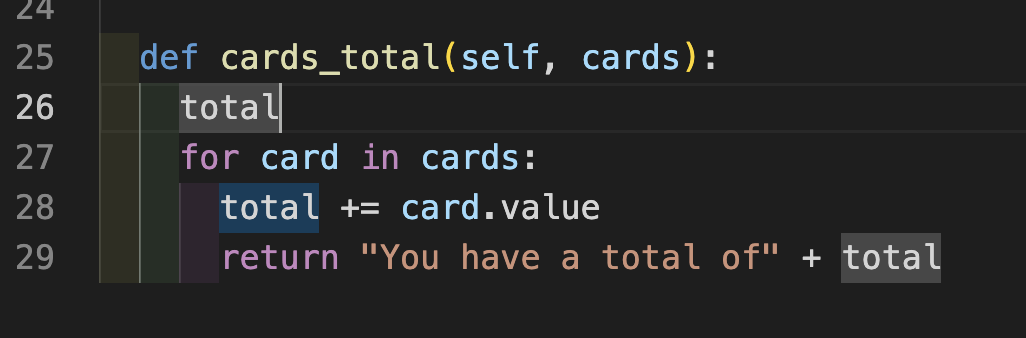 24
25 def cards_total(self, cards):
26 total
27 for card in cards:
28 total += card.value
29 return "You have a total of" + total